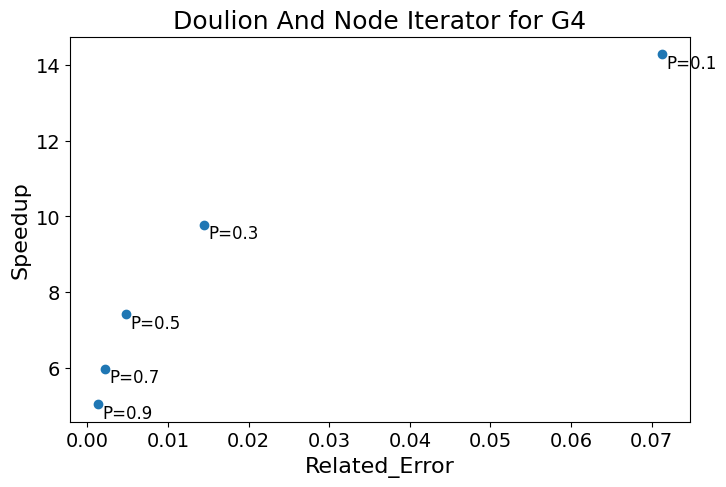 Doulion And Node Iterator for G4
Speedup
14
12
10
8
6
P=0.1
P=0.3
P=0.5
P=0.7
P=0.9
0.00 0.01 0.02 0.03 0.04 0.05 0.06 0.07
Related_Error